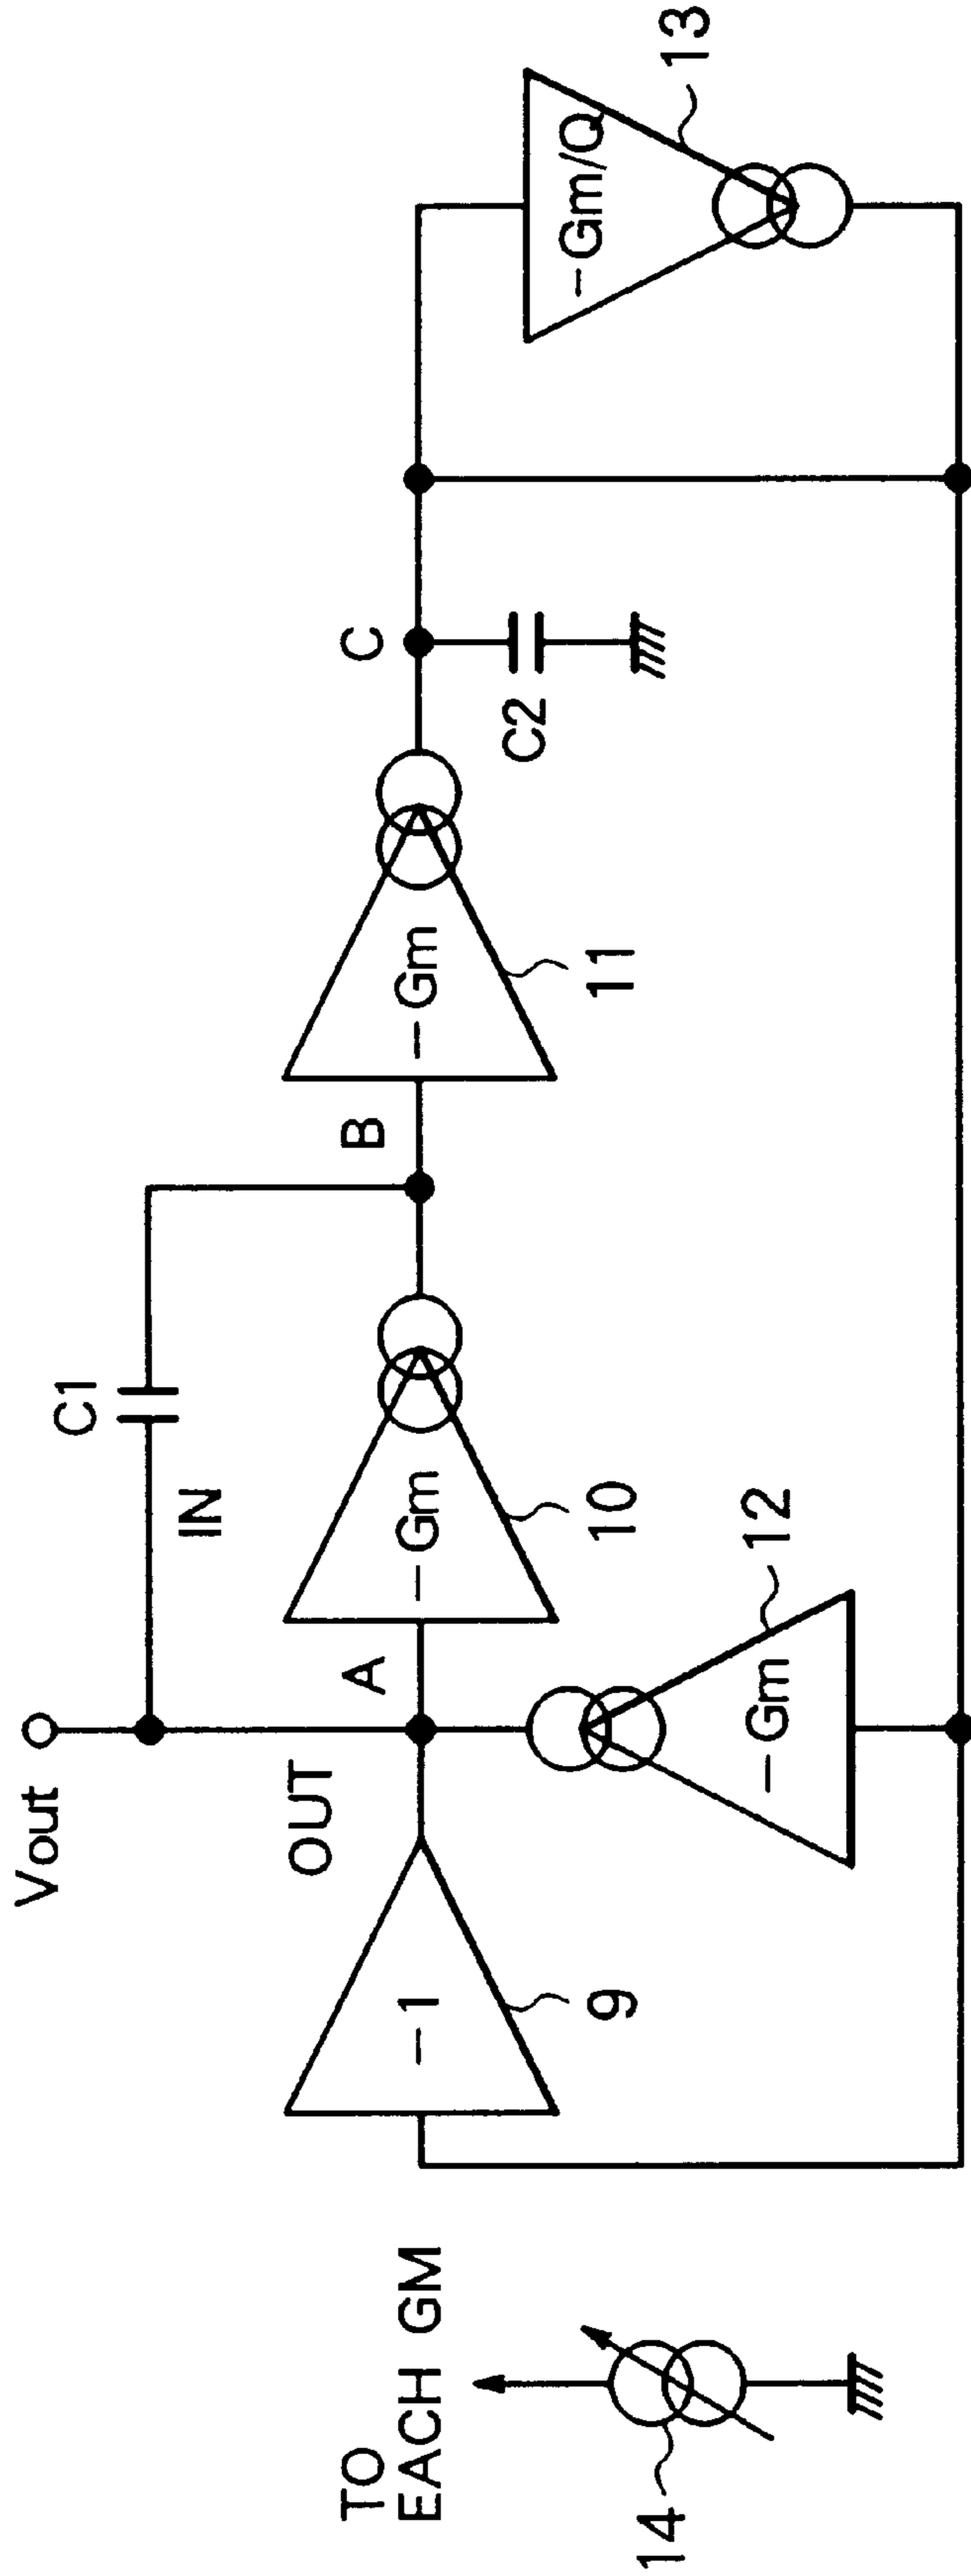 Vout
C1
IN
OUT
A
B
C
-1
-Gm
-Gm
C2
-Gm/Q
9
10
11
13
-Gm
12
TO
EACH GM
14